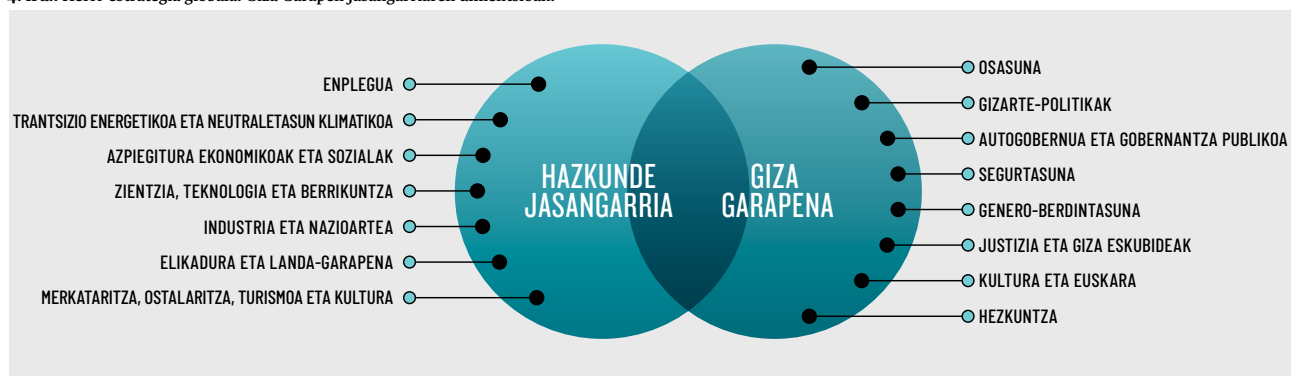 ENPLEGUA
TRANTSIZIO ENERGETIKOA ETA NEUTRALETASUN KLIMATIKOA
AZPIEGITURA EKONOMIKOAK ETA SOZIALAK
ZIENTZIA, TEKNOLOGIA ETA BERRIKUNTZA
INDUSTRIA ETA NAZIOARTEA
ELIKADURA ETA LANDA-GARAPENA
MERKATARITZA, OSTALARITZA, TURISMOA ETA KULTURA
HAZKUNDE
JASANGARRIA
GIZA
GARAPENA
OSASUNA
GIZARTE-POLITIKAK
AUTOGOBERNUA ETA GOBERNANTZA PUBLIKOA
SEGURTASUNA
GENERO-BERDINTASUNA
JUSTIZIA ETA GIZA ESKUBIDEAK
KULTURA ETA EUSKARA
HEZKUNTZA